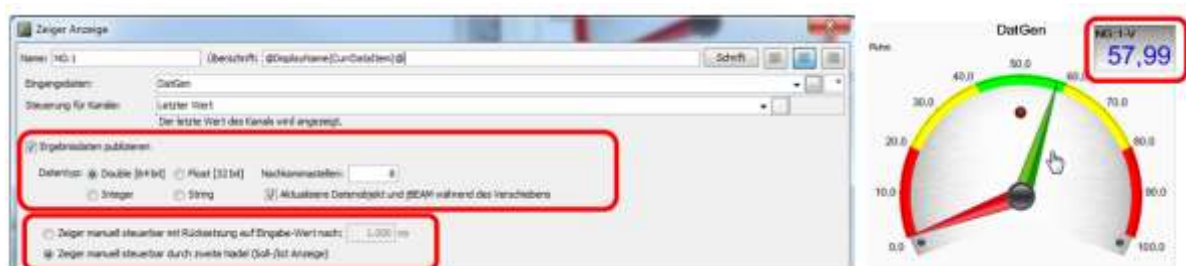 Zeiger Anzeige
Name: NG:1 Überschrift: @DisplayName(CurrDataItem)@ Schrift
Eingangsdaten: DatGen
Steuerung für Kanäle: Letzter Wert
Der letzte Wert des Kanals wird angezeigt.
Ergebnisdaten publizieren
Datentyp: Double [64 bit] Float [32 bit] Nachkommastellen:
Integer String Aktualisiere Datenobjekt und jBEAM während des Verschiebens
Zeiger manuell steuerbar mit Rücksetzung auf Eingabe-Wert nach: 1.000 ms
Zeiger manuell steuerbar durch zweite Nadel (Soll-/Ist Anzeige)
DatGen
NG:1-V
57,99
0.0
10.0
20.0
30.0
40.0
50.0
60.0
70.0
80.0
90.0
100.0